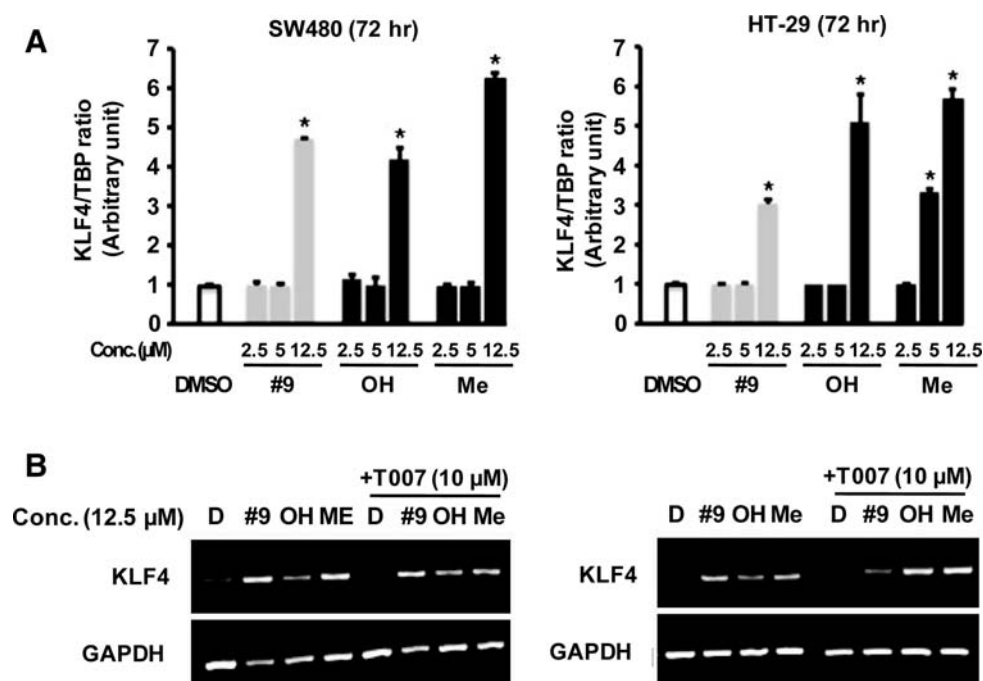 A
SW480 (72 hr)
KLF4/TBP ratio
(Arbitrary unit)
7
6
5
4
3
2
1
0
* * *
Conc.(μM) 2.5 5 12.5 2.5 5 12.5 2.5 5 12.5
DMSO #9 OH Me
HT-29 (72 hr)
KLF4/TBP ratio
(Arbitrary unit)
7
6
5
4
3
2
1
0
* * * *
2.5 5 12.5 2.5 5 12.5 2.5 5 12.5
DMSO #9 OH Me
B
+T007 (10 μM)
Conc. (12.5 μM) D #9 OH ME D #9 OH Me
KLF4
GAPDH
+T007 (10 μM)
D #9 OH Me D #9 OH Me
KLF4
GAPDH